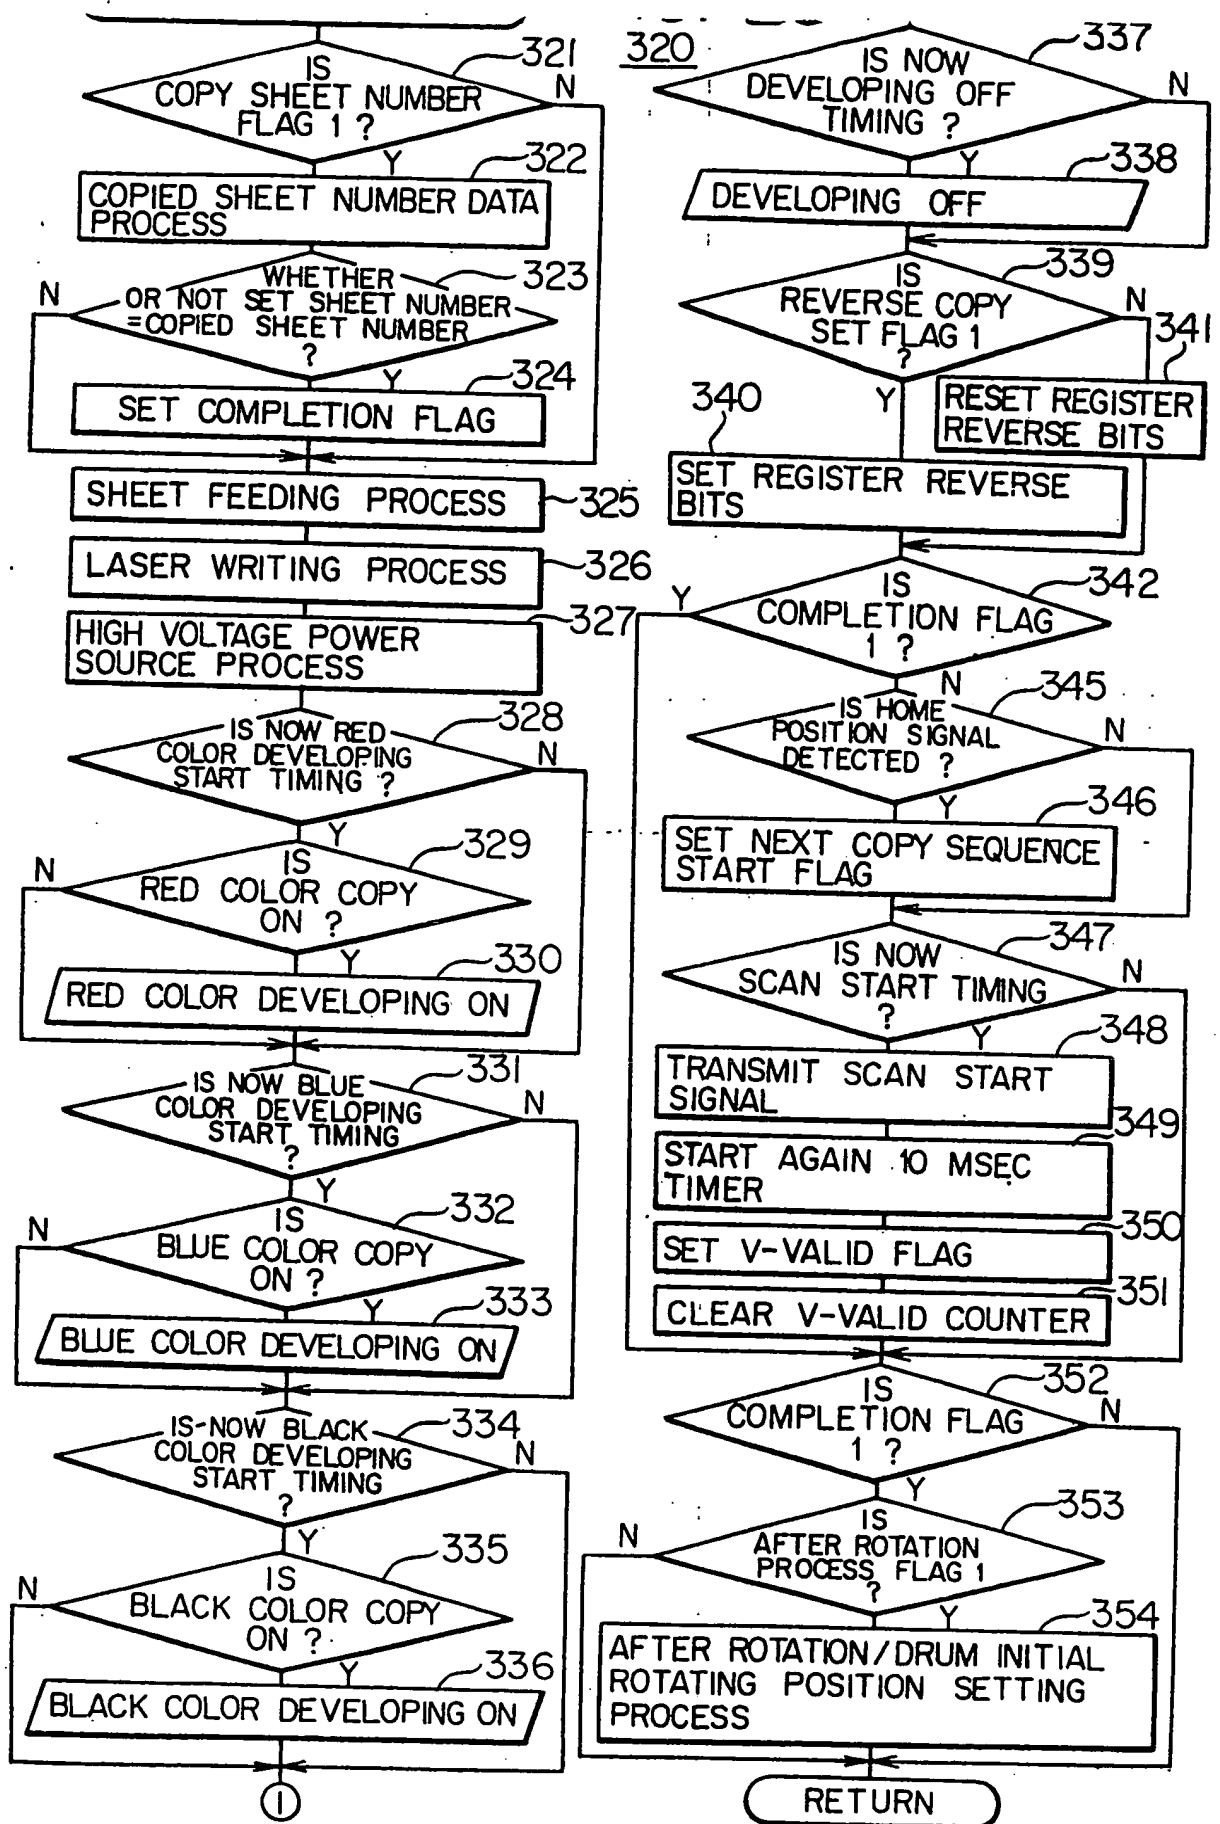 321
IS
COPY SHEET NUMBER
FLAG 1 ?
N
Y
322
COPIED SHEET NUMBER DATA
PROCESS
323
WHETHER
OR NOT SET SHEET NUMBER
=COPIED SHEET NUMBER
?
N
Y
324
SET COMPLETION FLAG
SHEET FEEDING PROCESS
325
LASER WRITING PROCESS
326
327
HIGH VOLTAGE POWER
SOURCE PROCESS
328
IS NOW RED
COLOR DEVELOPING
START TIMING ?
N
Y
329
IS
RED COLOR COPY
ON ?
N
Y
330
RED COLOR DEVELOPING ON
331
IS NOW BLUE
COLOR DEVELOPING
START TIMING
?
N
Y
332
IS
BLUE COLOR COPY
ON ?
N
Y
333
BLUE COLOR DEVELOPING ON
334
IS-NOW BLACK
COLOR DEVELOPING
START TIMING
?
N
Y
335
IS
BLACK COLOR COPY
ON ?
N
Y
336
BLACK COLOR DEVELOPING ON
1
320
337
IS NOW
DEVELOPING OFF
TIMING ?
N
Y
338
DEVELOPING OFF
339
IS
REVERSE COPY
SET FLAG 1
?
N
Y
341
RESET REGISTER
REVERSE BITS
340
SET REGISTER REVERSE
BITS
342
IS
COMPLETION FLAG
1 ?
Y
N
345
IS HOME
POSITION SIGNAL
DETECTED ?
N
Y
346
SET NEXT COPY SEQUENCE
START FLAG
347
IS NOW
SCAN START TIMING
?
N
Y
348
TRANSMIT SCAN START
SIGNAL
349
START AGAIN 10 MSEC
TIMER
350
SET V-VALID FLAG
351
CLEAR V-VALID COUNTER
352
IS
COMPLETION FLAG
1 ?
N
Y
353
IS
AFTER ROTATION
PROCESS FLAG 1
?
N
Y
354
AFTER ROTATION/DRUM INITIAL
ROTATING POSITION SETTING
PROCESS
RETURN